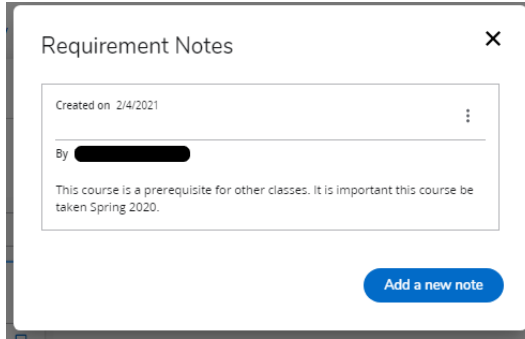 Requirement Notes
Created on 2/4/2021
By
This course is a prerequisite for other classes. It is important this course be
taken Spring 2020.
Add a new note